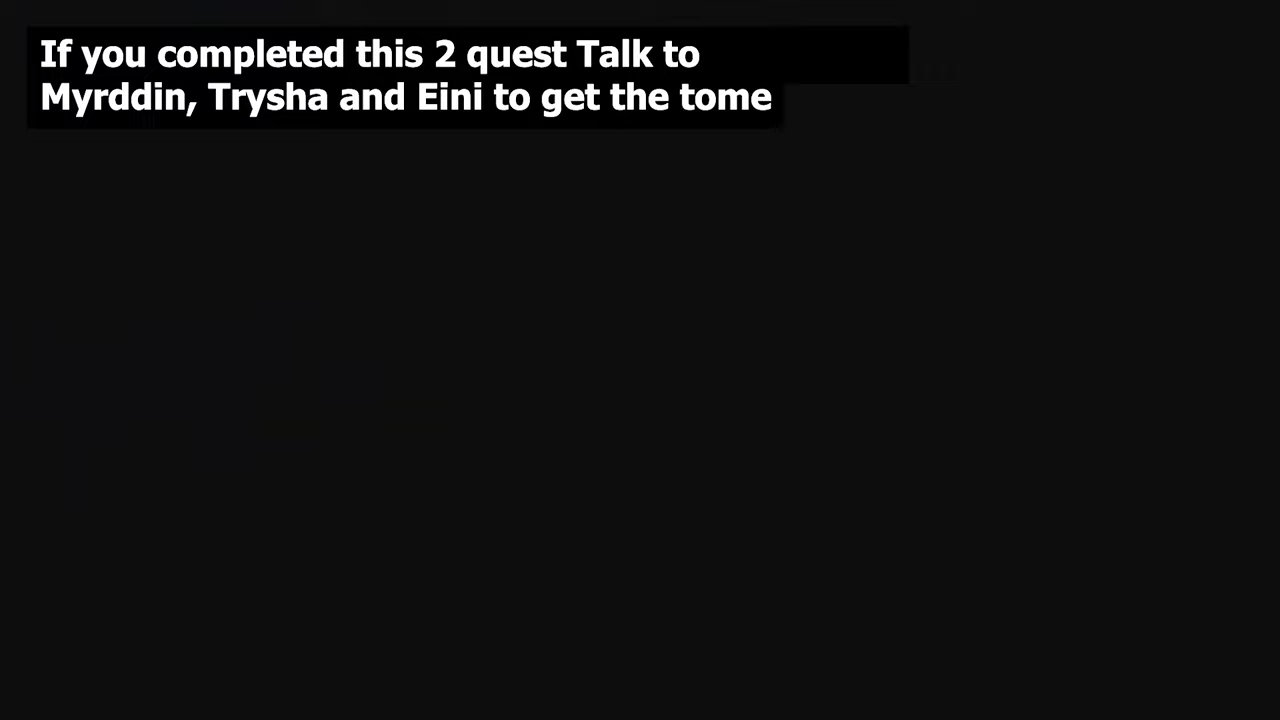 If you completed this 2 quest Talk to
Myrddin, Trysha and Eini to get the tome